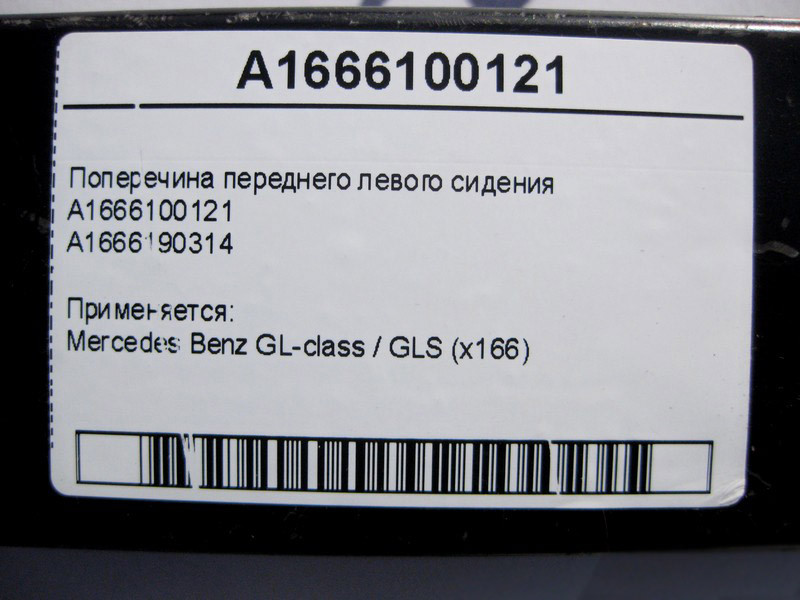 A1666100121
Поперечина переднего левого сидения
A1666100121
A1666190314
Применяется:
Mercedes Benz GL-class / GLS (x166)